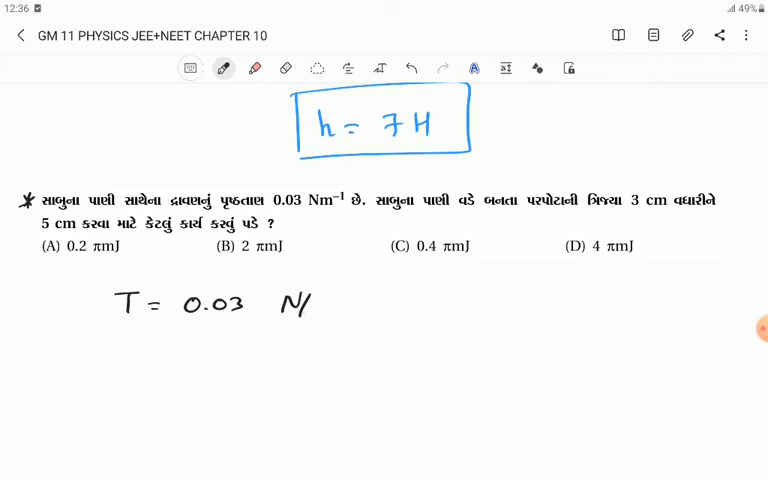 12:36
49%
GM 11 PHYSICS JEE+NEET CHAPTER 10
h = 7H
* સાબુના પાણી સાથેના દ્રાવણનું પૃષ્ઠતાણ 0.03 Nm⁻¹ છે. સાબુના પાણી વડે બનતા પરપોટાની ત્રિજ્યા 3 cm વધારીને
5 cm કરવા માટે કેટલું કાર્ય કરવું પડે ?
(A) 0.2 πmJ (B) 2 πmJ (C) 0.4 πmJ (D) 4 πmJ
T = 0.03 N/